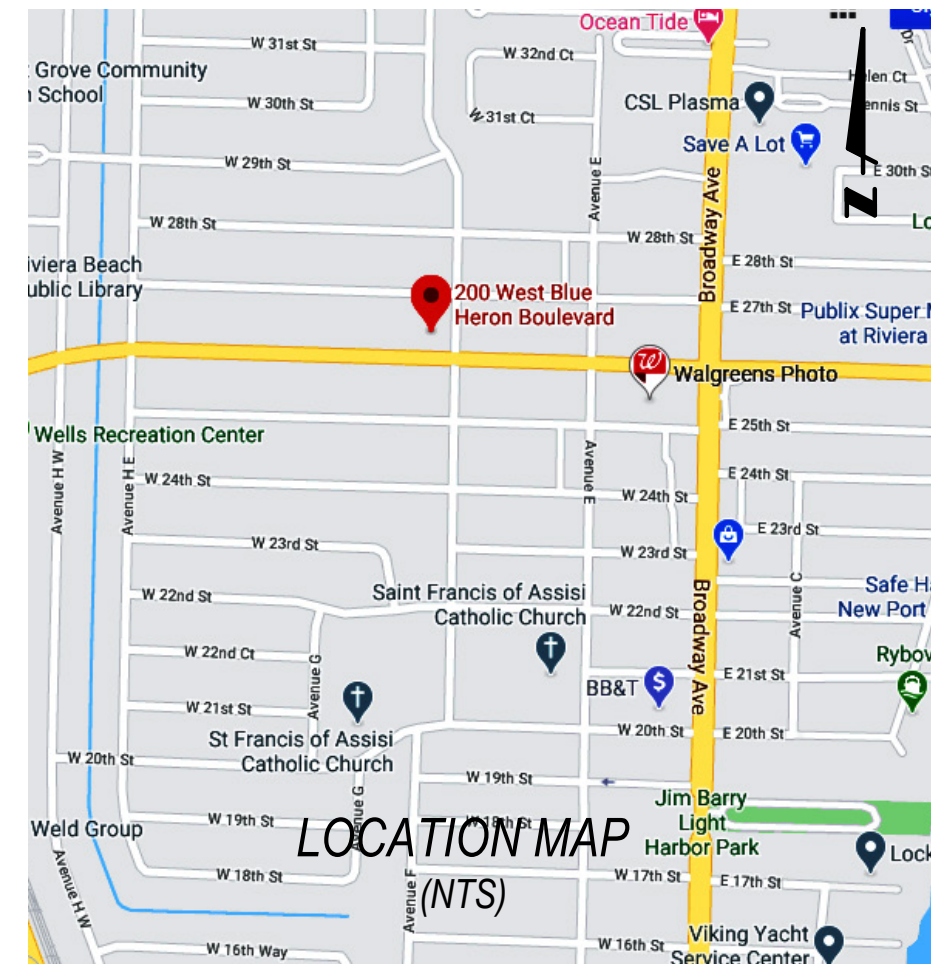 Ocean Tide
W 31st St
W 32nd Ct
Grove Community
School
Helen Ct
ennis St
W 30th St
CSL Plasma
W 31st Ct
Save A Lot
W 29th St
Avenue E
E 30th S
Z
W 28th St
Broadway Ave
W 28th St
Lo
iviera Beach
ublic Library
E 28th St
200 West Blue
Heron Boulevard
E 27th St
Publix Super M
at Riviera
Walgreens Photo
Wells Recreation Center
E 25th St
Avenue H W
Avenue H E
W 24th St
Avenue E
E 24th St
W 24th St
W 23rd St
W 23rd St
E 23rd St
W 22nd St
Saint Francis of Assisi
Catholic Church
W 22nd St
Broadway Ave
Avenue C
Safe Ha
New Port
W 22nd Ct
Avenue G
Rybov
E 21st St
BB&T
W 21st St
St Francis of Assisi
Catholic Church
W 20th St
E 20th St
W 20th St
W 19th St
Avenue G
Jim Barry
Light
Harbor Park
Weld Group
W 19th St
W 18th St
LOCATION MAP
(NTS)
Lock
W 18th St
Avenue F
W 17th St
E 17th St
Avenue H W
W 16th Way
W 16th St
Viking Yacht
Service Center